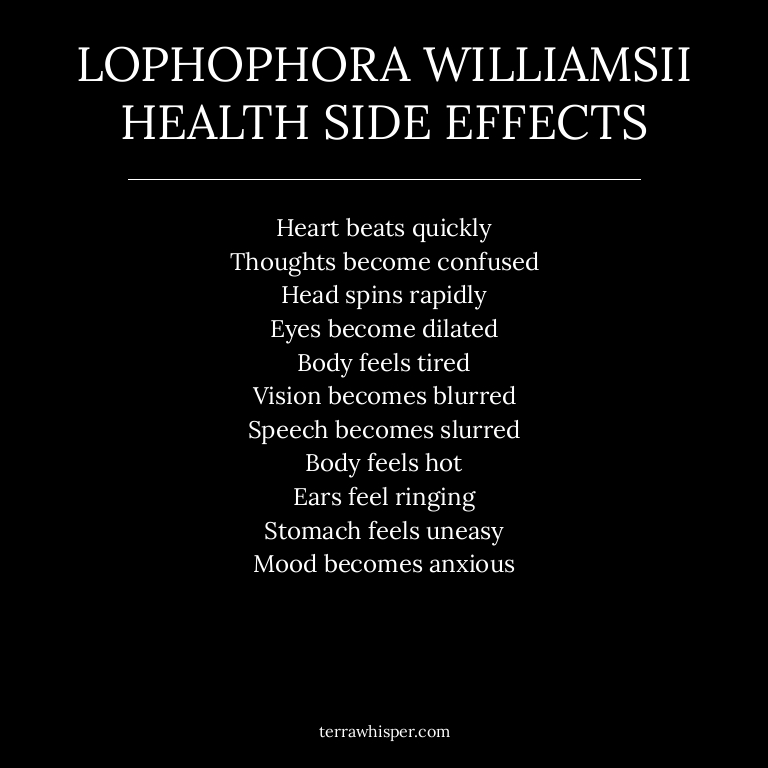 LOPHOPHORA WILLIAMSII
HEALTH SIDE EFFECTS
Heart beats quickly
Thoughts become confused
Head spins rapidly
Eyes become dilated
Body feels tired
Vision becomes blurred
Speech becomes slurred
Body feels hot
Ears feel ringing
Stomach feels uneasy
Mood becomes anxious
terrawhisper.com